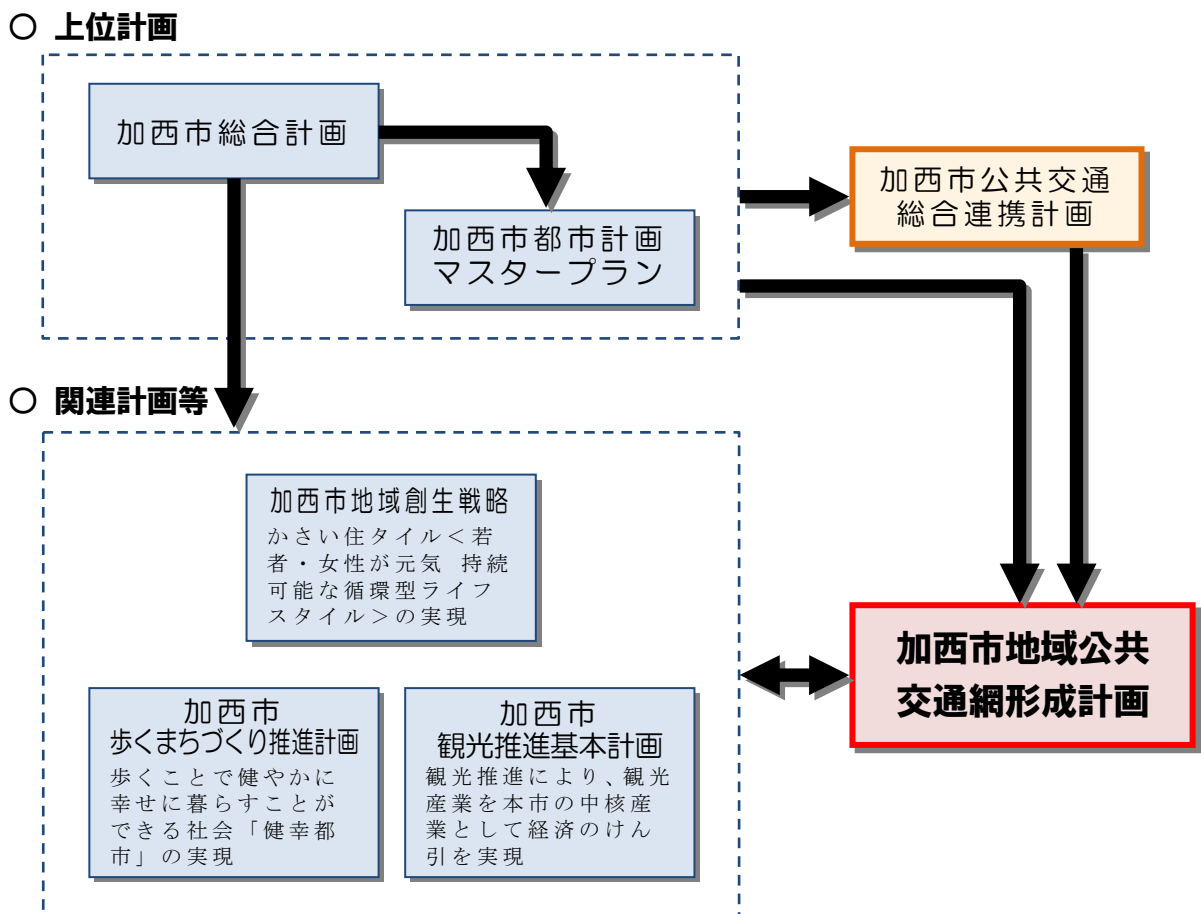 ○ 上位計画
加西市総合計画
加西市都市計画
マスタープラン
加西市公共交通
総合連携計画
○ 関連計画等
加西市地域創生戦略
かさい住タイル＜若
者・女性が元気 持続
可能な循環型ライフ
スタイル＞の実現
加西市
歩くまちづくり推進計画
歩くことで健やかに
幸せに暮らすことが
できる社会「健幸都
市」の実現
加西市
観光推進基本計画
観光推進により、観光
産業を本市の中核産
業として経済のけん
引を実現
加西市地域公共
交通網形成計画